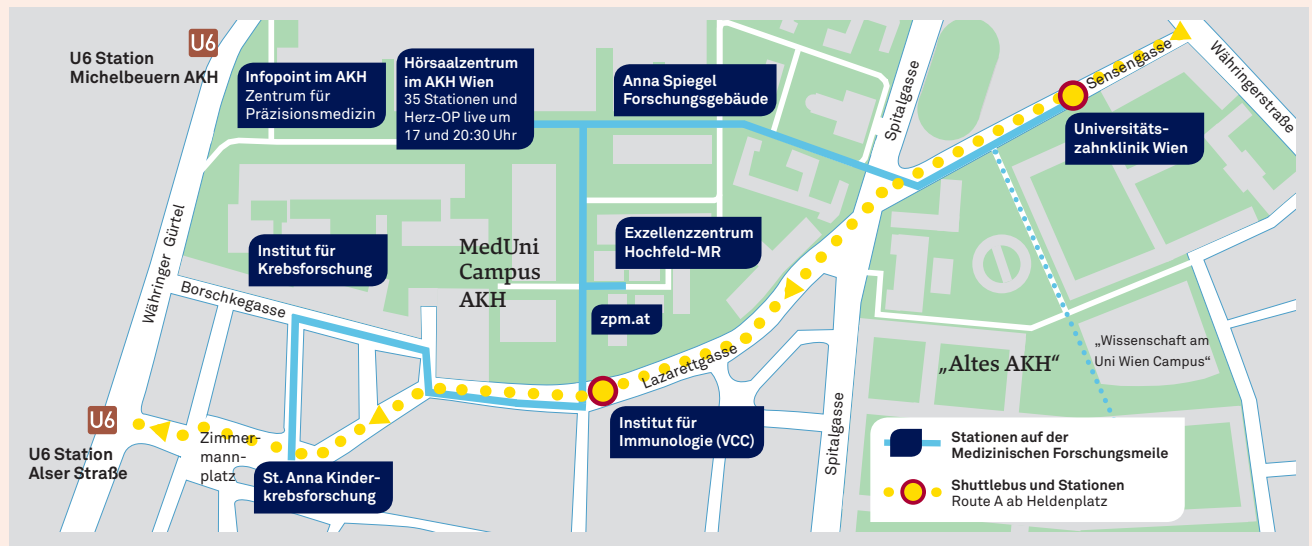 U6
U6 Station
Michelbeuern AKH
Infopoint im AKH
Zentrum für
Präzisionsmedizin
Hörsaalzentrum
im AKH Wien
35 Stationen und
Herz-OP live um
17 und 20:30 Uhr
Anna Spiegel
Forschungsgebäude
Spitalgasse
Sensengasse
Währingerstraße
Universitäts-
zahnklinik Wien
Währinger Gürtel
Institut für
Krebsforschung
MedUni
Campus
AKH
Exzellenzzentrum
Hochfeld-MR
Borschkegasse
zpm.at
Lazarettgasse
„Altes AKH“
„Wissenschaft am
Uni Wien Campus“
U6
U6 Station
Alser Straße
Zimmer-
mann-
platz
St. Anna Kinder-
krebsforschung
Institut für
Immunologie (VCC)
Spitalgasse
Stationen auf der
Medizinischen Forschungsmeile
Shuttlebus und Stationen
Route A ab Heldenplatz